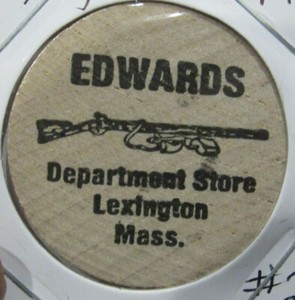 EDWARDS
Department Store
Lexington
Mass.